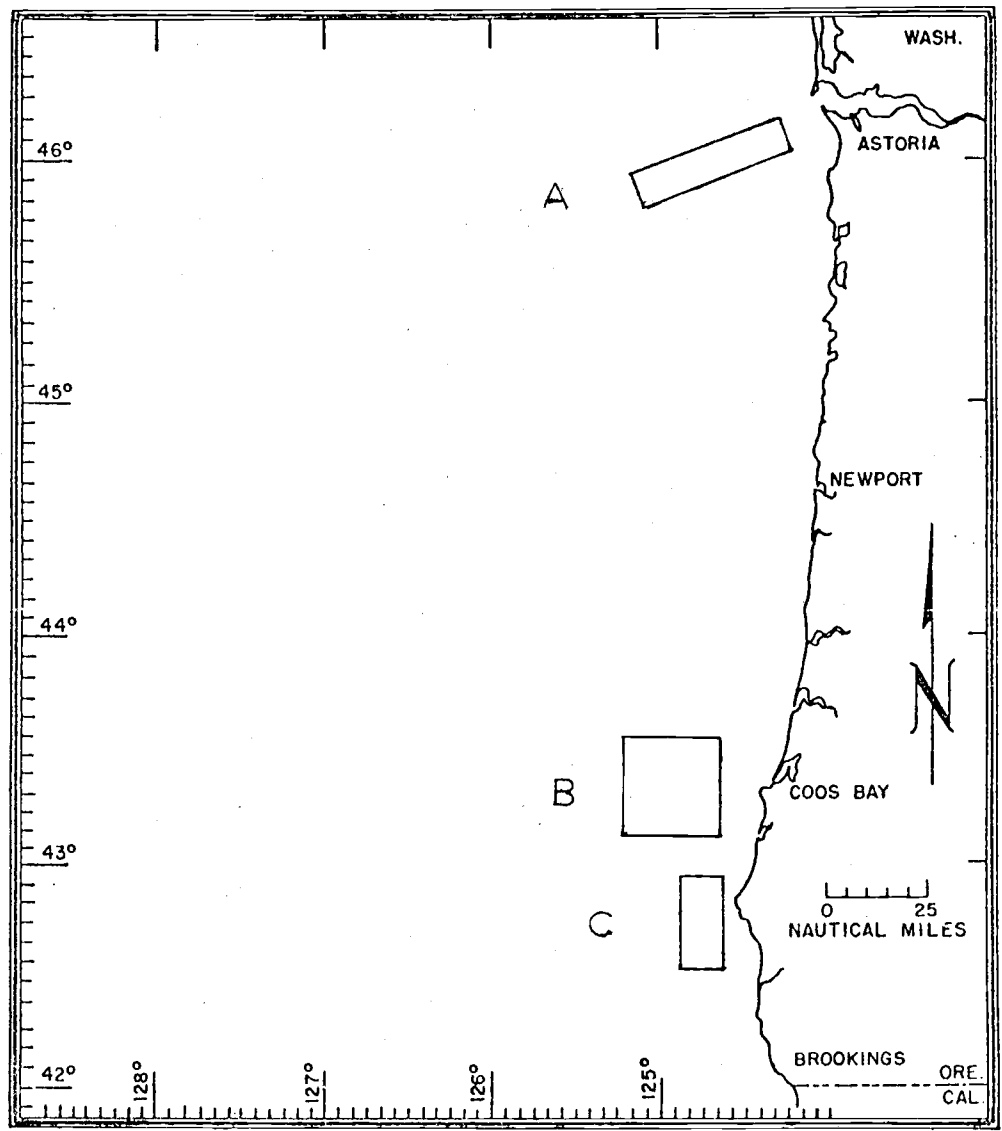 WASH.
ASTORIA
46°
A
45°
NEWPORT
44°
N
B
COOS BAY
43°
0 25
NAUTICAL MILES
C
BROOKINGS
ORE.
CAL.
42°
128°
127°
126°
125°